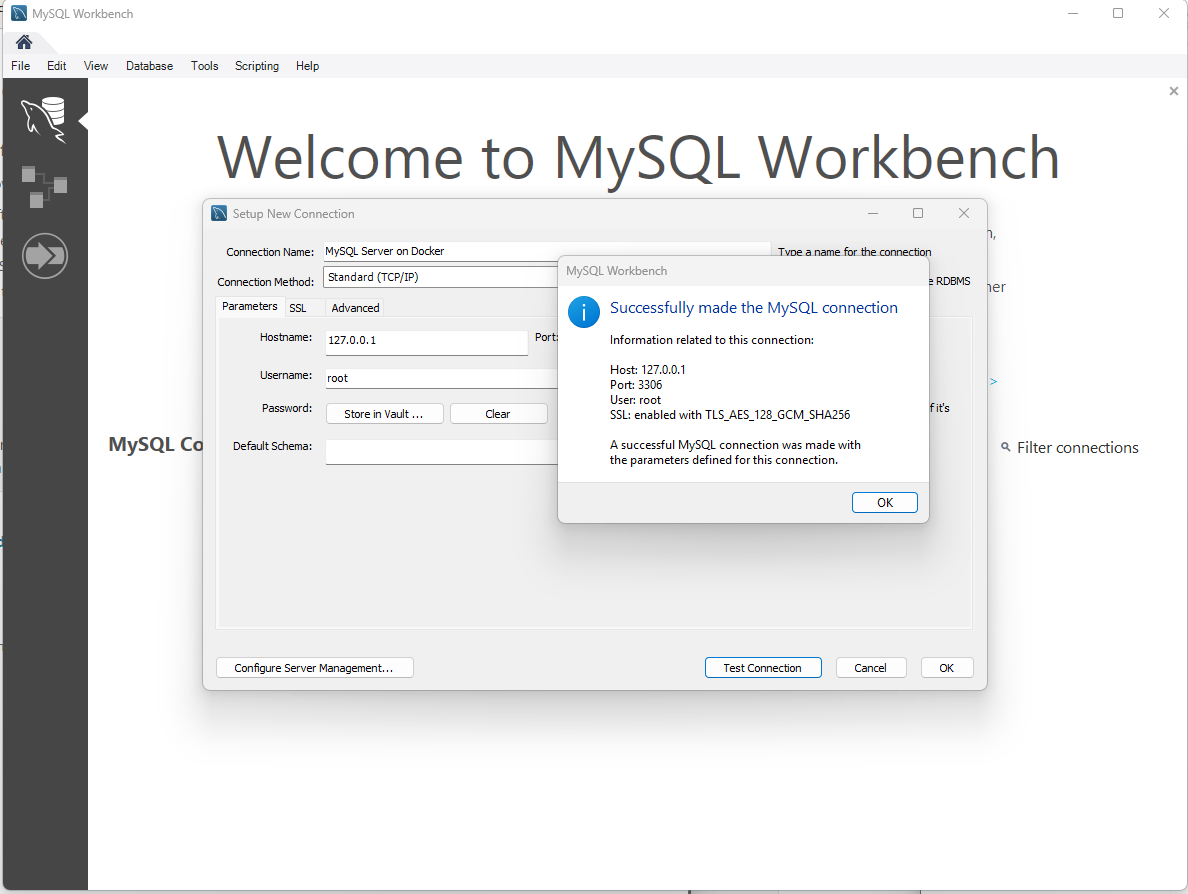 MySQL Workbench
File Edit View Database Tools Scripting Help
Welcome to MySQL Workbench
Setup New Connection
Connection Name: MySQL Server on Docker Type a name for the connection
Connection Method: Standard (TCP/IP) RDBMS
Parameters SSL Advanced
Hostname: 127.0.0.1 Port:
Username: root
Password: Store in Vault ... Clear if it's
Default Schema:
MySQL Workbench
Successfully made the MySQL connection
Information related to this connection:
Host: 127.0.0.1
Port: 3306
User: root
SSL: enabled with TLS_AES_128_GCM_SHA256
A successful MySQL connection was made with
the parameters defined for this connection.
OK
>
MySQL Co
Filter connections
Configure Server Management... Test Connection Cancel OK